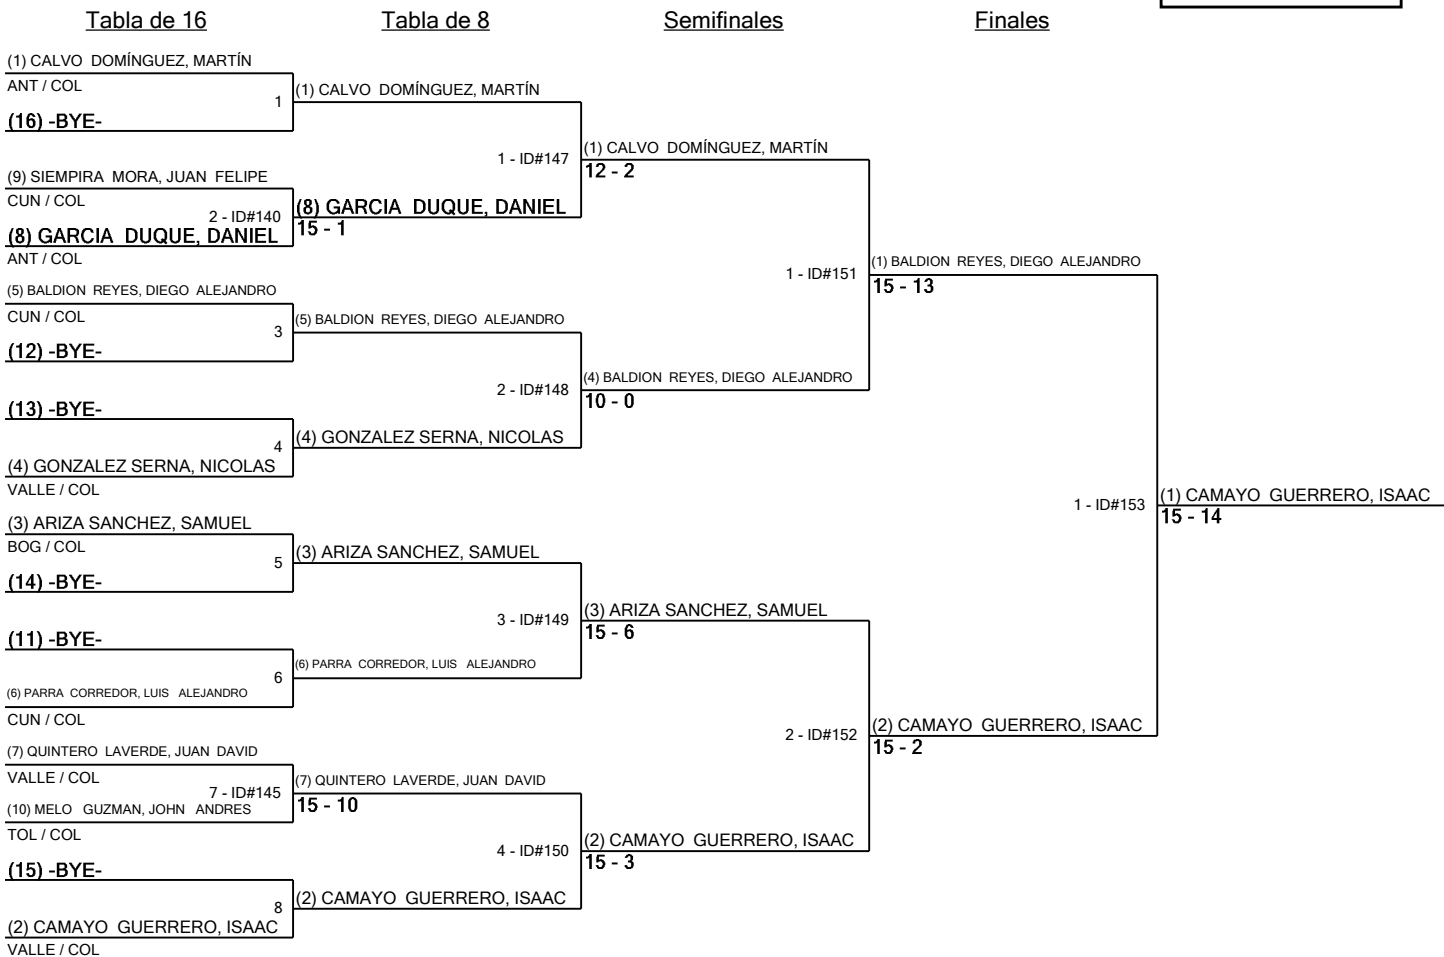 Tabla de 16
Tabla de 8
Semifinales
Finales
(1) CALVO DOMÍNGUEZ, MARTÍN
ANT / COL
1
(16) -BYE-
(9) SIEMPIRA MORA, JUAN FELIPE
CUN / COL
2 - ID#140
(8) GARCIA DUQUE, DANIEL
ANT / COL
(5) BALDION REYES, DIEGO ALEJANDRO
CUN / COL
3
(12) -BYE-
(13) -BYE-
4
(4) GONZALEZ SERNA, NICOLAS
VALLE / COL
(3) ARIZA SANCHEZ, SAMUEL
BOG / COL
5
(14) -BYE-
(11) -BYE-
6
(6) PARRA CORREDOR, LUIS ALEJANDRO
CUN / COL
(7) QUINTERO LAVERDE, JUAN DAVID
VALLE / COL
7 - ID#145
(10) MELO GUZMAN, JOHN ANDRES
TOL / COL
(15) -BYE-
8
(2) CAMAYO GUERRERO, ISAAC
VALLE / COL
(1) CALVO DOMÍNGUEZ, MARTÍN
1 - ID#147
(8) GARCIA DUQUE, DANIEL
15 - 1
(5) BALDION REYES, DIEGO ALEJANDRO
2 - ID#148
(4) GONZALEZ SERNA, NICOLAS
(3) ARIZA SANCHEZ, SAMUEL
3 - ID#149
(6) PARRA CORREDOR, LUIS ALEJANDRO
(7) QUINTERO LAVERDE, JUAN DAVID
15 - 10
4 - ID#150
(2) CAMAYO GUERRERO, ISAAC
(1) CALVO DOMÍNGUEZ, MARTÍN
12 - 2
1 - ID#151
(4) BALDION REYES, DIEGO ALEJANDRO
10 - 0
(3) ARIZA SANCHEZ, SAMUEL
15 - 6
2 - ID#152
(2) CAMAYO GUERRERO, ISAAC
15 - 3
(1) BALDION REYES, DIEGO ALEJANDRO
15 - 13
1 - ID#153
(2) CAMAYO GUERRERO, ISAAC
15 - 2
(1) CAMAYO GUERRERO, ISAAC
15 - 14